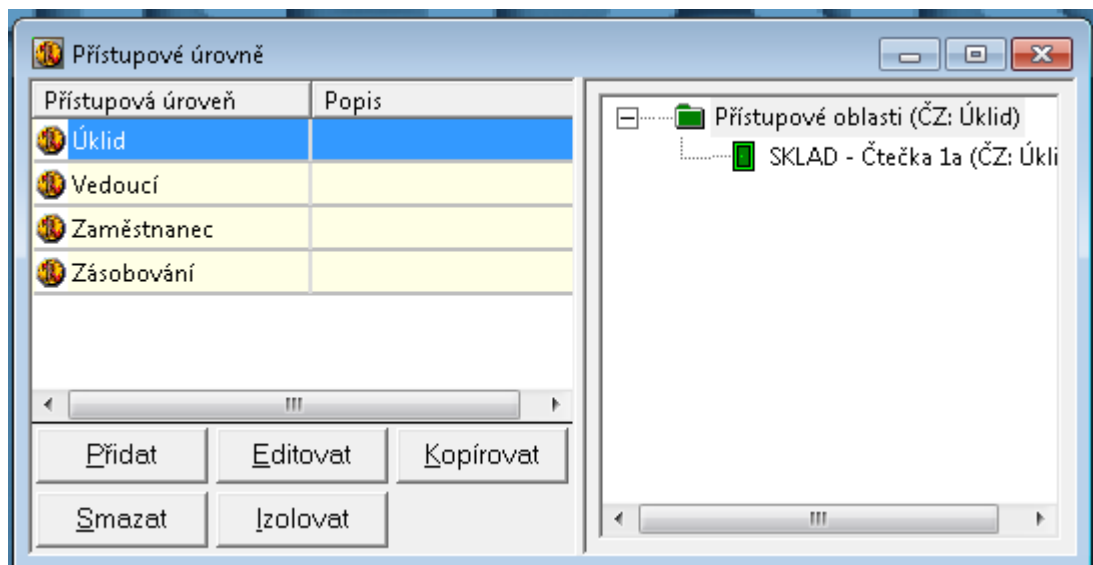 Přístupové úrovně
Přístupová úroveň Popis
Úklid
Vedoucí
Zaměstnanec
Zásobování
Přidat Editovat Kopírovat
Smazat Izolovat
Přístupové oblasti (ČZ: Úklid)
SKLAD - Čtečka 1a (ČZ: Úkli